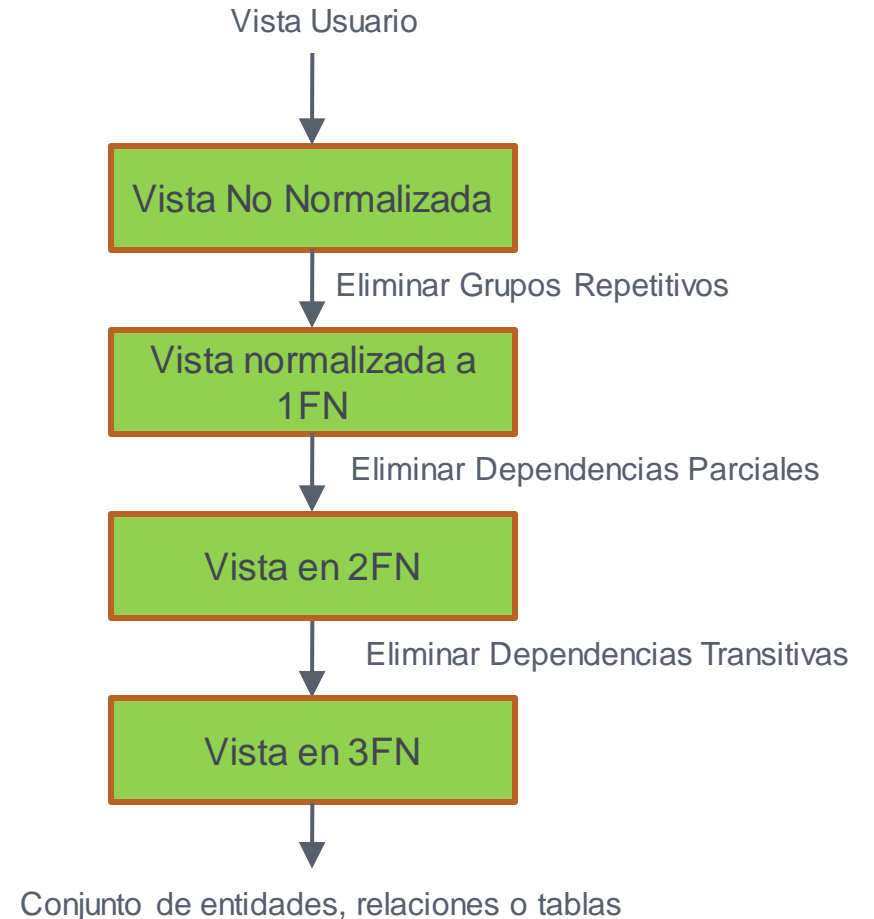 Vista Usuario
Vista No Normalizada
Eliminar Grupos Repetitivos
Vista normalizada a
1FN
Eliminar Dependencias Parciales
Vista en 2FN
Eliminar Dependencias Transitivas
Vista en 3FN
Conjunto de entidades, relaciones o tablas